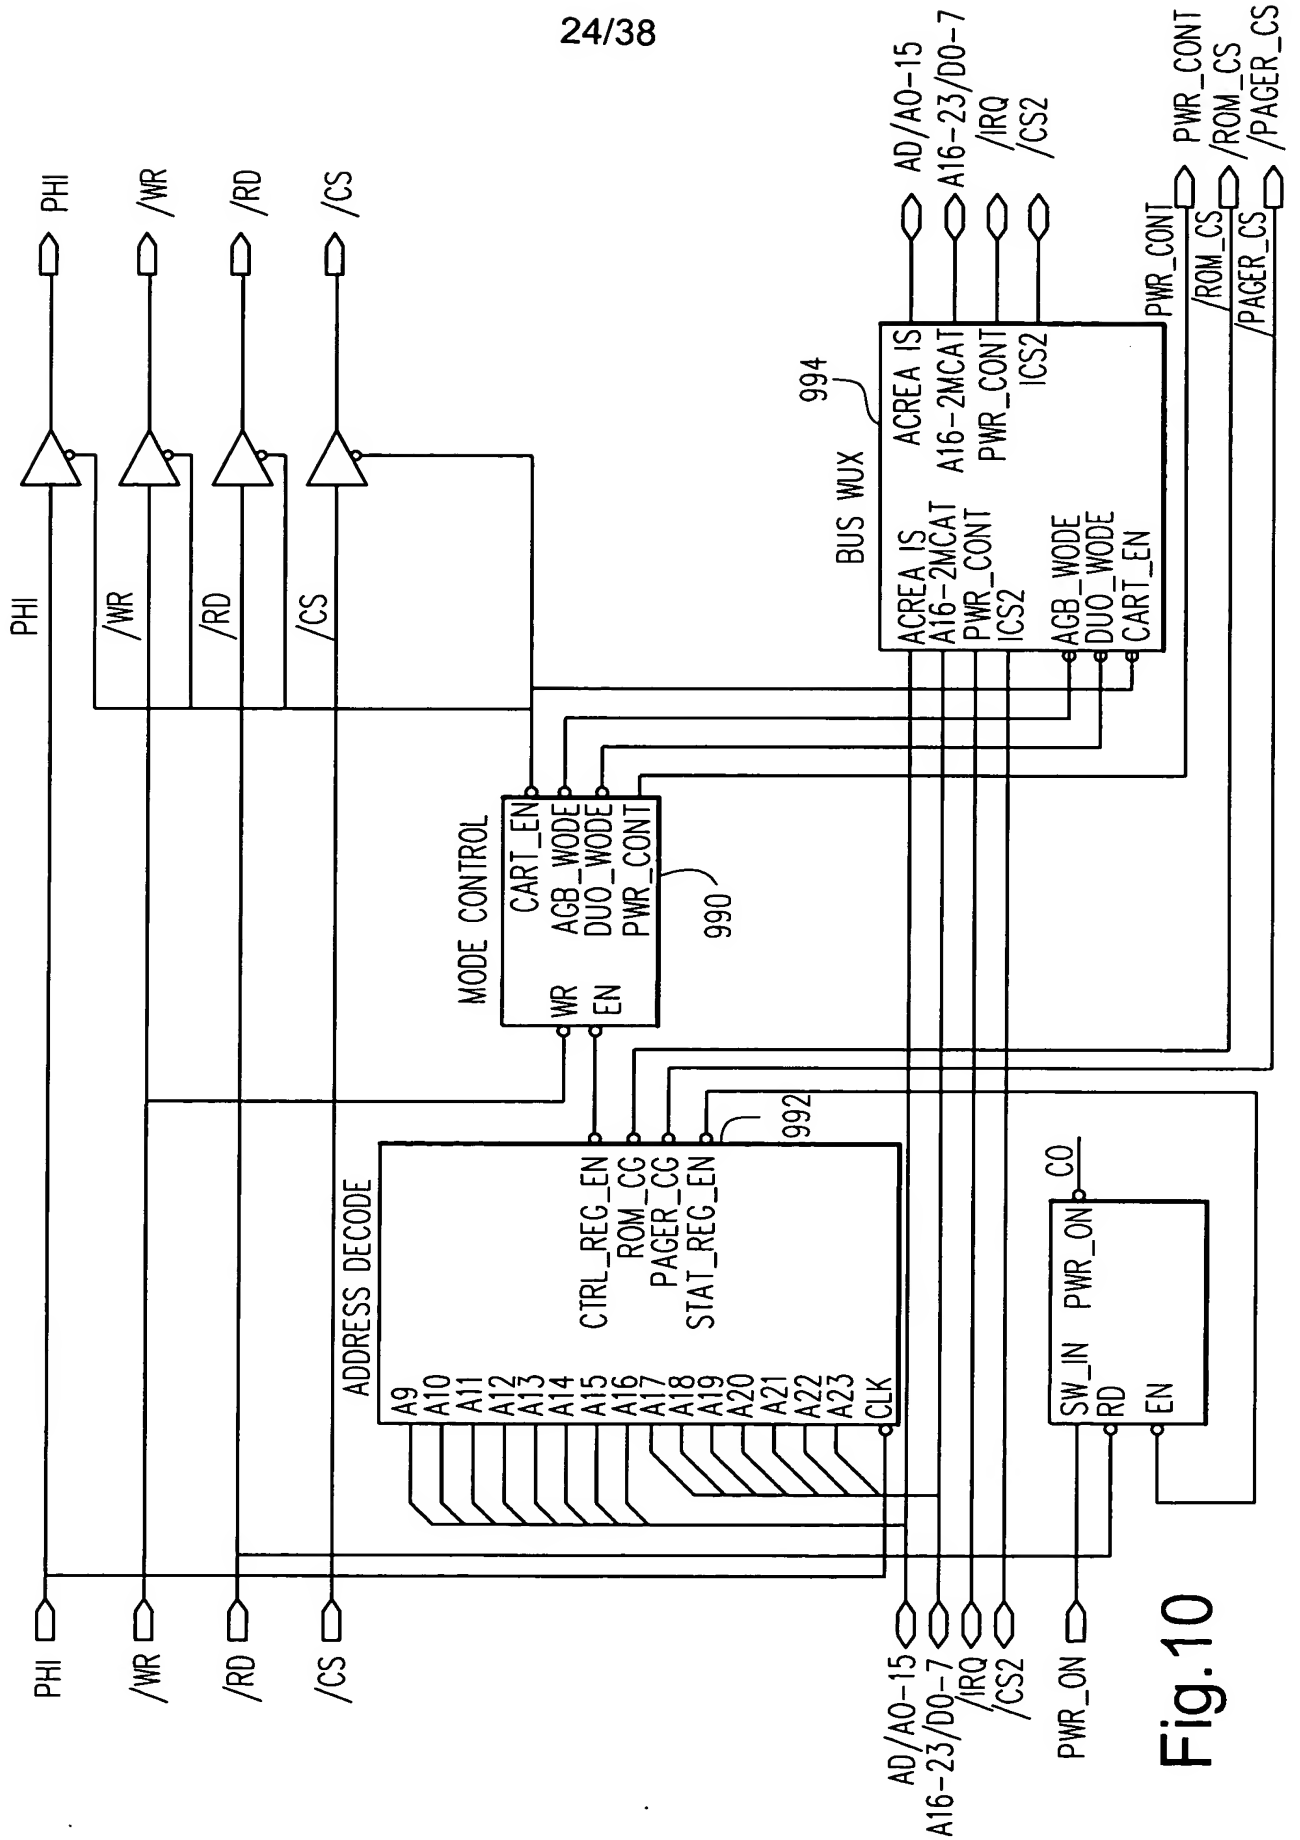 24/38
PHI
/WR
/RD
/CS
PHI
/WR
/RD
/CS
PHI
/WR
/RD
/CS
MODE CONTROL
WR
EN
CART_EN
AGB_WODE
DUO_WODE
PWR_CONT
990
ADDRESS DECODE
A9
A10
A11
A12
A13
A14
A15
A16
A17
A18
A19
A20
A21
A22
A23
CLK
CTRL_REG_EN
ROM_CG
PAGER_CG
STAT_REG_EN
992
BUS WUX
994
ACREA IS
A16-2MCAT
PWR_CONT
ICS2
AGB_WODE
DUO_WODE
CART_EN
ACREA IS
A16-2MCAT
PWR_CONT
ICS2
AD/AO-15
A16-23/DO-7
/IRQ
/CS2
PWR_CONT
/ROM_CS
/PAGER_CS
PWR_CONT
/ROM_CS
/PAGER_CS
AD/AO-15
A16-23/DO-7
/IRQ
/CS2
PWR_ON
SW_IN
RD
EN
PWR_ON
CO
Fig.10